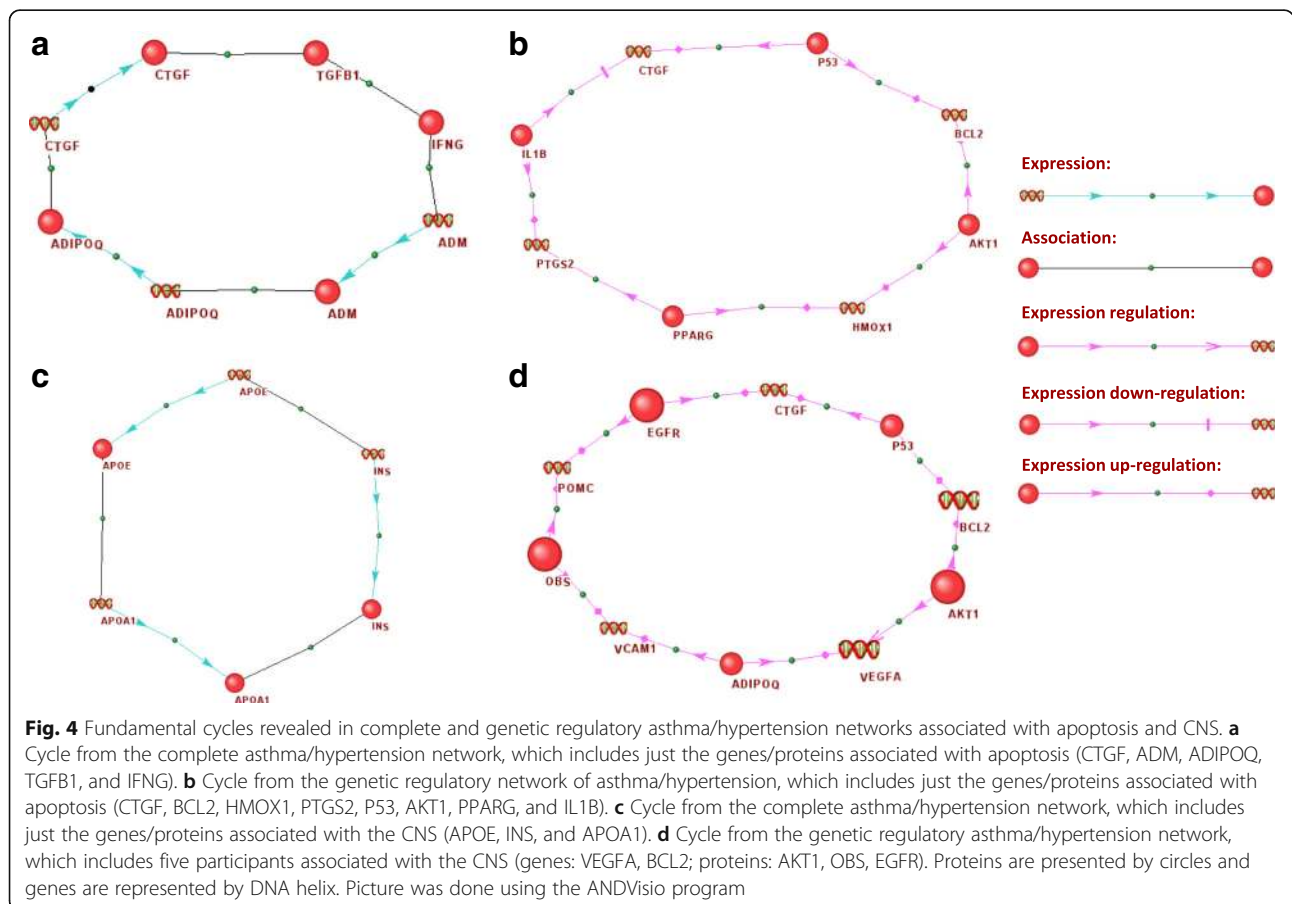 a
CTGF
TGFB1
CTGF
IFNG
ADIPOQ
ADM
ADIPOQ
ADM
b
CTGF
P53
BCL2
IL1B
AKT1
PTGS2
PPARG
HMOX1
Expression:
Association:
Expression regulation:
Expression down-regulation:
Expression up-regulation:
c
APOE
APOE
INS
APOA1
INS
APOA1
d
EGFR
CTGF
P53
POMC
BCL2
OBS
AKT1
VCAM1
ADIPOQ
VEGFA
Fig. 4 Fundamental cycles revealed in complete and genetic regulatory asthma/hypertension networks associated with apoptosis and CNS. a
Cycle from the complete asthma/hypertension network, which includes just the genes/proteins associated with apoptosis (CTGF, ADM, ADIPOQ,
TGFB1, and IFNG). b Cycle from the genetic regulatory network of asthma/hypertension, which includes just the genes/proteins associated with
apoptosis (CTGF, BCL2, HMOX1, PTGS2, P53, AKT1, PPARG, and IL1B). c Cycle from the complete asthma/hypertension network, which includes
just the genes/proteins associated with the CNS (APOE, INS, and APOA1). d Cycle from the genetic regulatory asthma/hypertension network,
which includes five participants associated with the CNS (genes: VEGFA, BCL2; proteins: AKT1, OBS, EGFR). Proteins are presented by circles and
genes are represented by DNA helix. Picture was done using the ANDVisio program